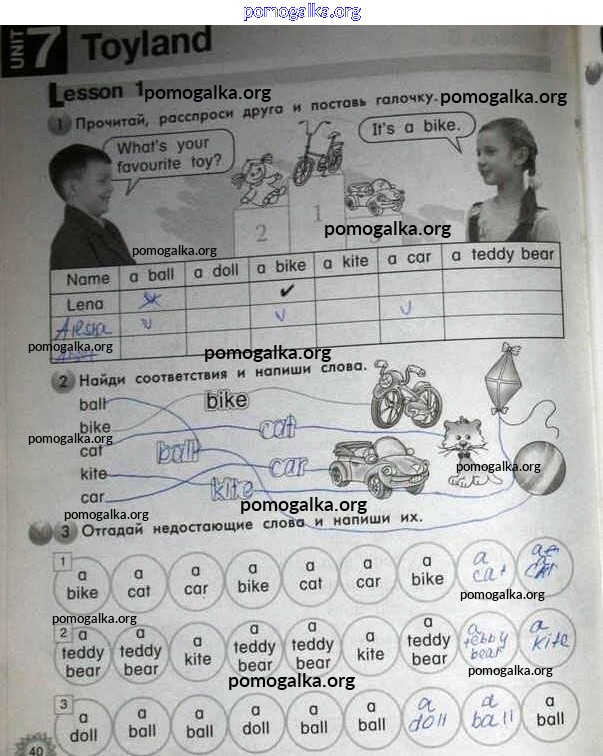 pomogalka.org
UNIT 7 Toyland
Lesson 1 pomogalka.org
1 Прочитай, расспроси друга и поставь галочку. pomogalka.org
What's your
favourite toy?
It's a bike.
2 1
pomogalka.org
pomogalka.org
Name a ball a doll a bike a kite a car a teddy bear
Lena ✔
v v v
pomogalka.org pomogalka.org
2 Найди соответствия и напиши слова.
ball bike
bike cat
pomogalka.org
cat ball
pomogalka.org
kite car
car kite
pomogalka.org pomogalka.org
3 Отгадай недостающие слова и напиши их.
pomogalka.org
1 a bike a cat a car a bike a cat a car a bike a cat a car
pomogalka.org
pomogalka.org
2 a teddy bear a teddy bear a kite a teddy bear a teddy bear a kite a teddy bear a tebby bear a kite
pomogalka.org
pomogalka.org
3 a doll a ball a ball a doll a ball a ball a doll a ball a ball
40